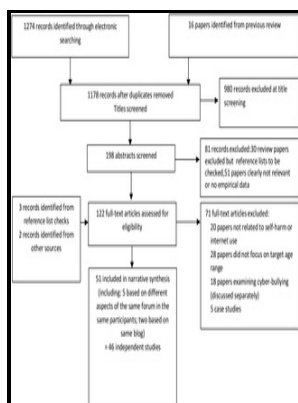 1274 records identified
through electronic
searching
16 papers identified from previous
review
1178 records after duplicates removed
Titles screened
980 records excluded at title
screening
198 abstracts screened
81 records excluded:30 review papers
excluded but reference lists to be
checked,51 papers clearly not relevant
or no empirical data
3 records identified from
reference list checks
2 records identified from
other sources
122 full-text articles assessed for
eligibility
71 full-text articles excluded:
20 papers not related to self-harm or
internet use
28 papers did not focus on target age
range
18 papers examining cyber-bullying
(discussed separately)
5 case studies
51 included in narrative synthesis
(including; 5 based on different
aspects of the same forum in the
same participants; two based on
same blog)
= 46 independent studies